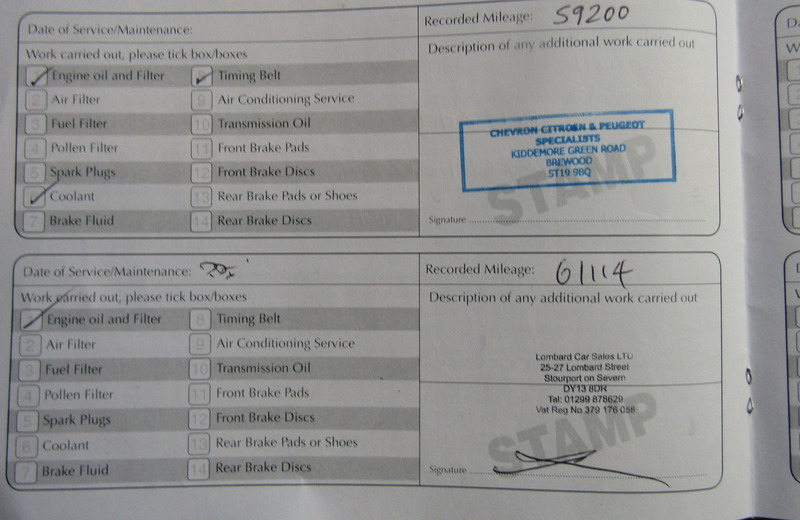 Date of Service/Maintenance:
Recorded Mileage: 59200
Work carried out, please tick box/boxes
Description of any additional work carried out
1 Engine oil and Filter
8 Timing Belt
2 Air Filter
9 Air Conditioning Service
3 Fuel Filter
10 Transmission Oil
4 Pollen Filter
11 Front Brake Pads
5 Spark Plugs
12 Front Brake Discs
6 Coolant
13 Rear Brake Pads or Shoes
7 Brake Fluid
14 Rear Brake Discs
CHEVRON CITROEN & PEUGEOT
SPECIALISTS
KIDDEMORE GREEN ROAD
BREWOOD
ST19 9BQ
STAMP
Signature
Date of Service/Maintenance:
Recorded Mileage: 61114
Work carried out, please tick box/boxes
Description of any additional work carried out
Engine oil and Filter
8 Timing Belt
2 Air Filter
9 Air Conditioning Service
3 Fuel Filter
10 Transmission Oil
4 Pollen Filter
11 Front Brake Pads
5 Spark Plugs
12 Front Brake Discs
6 Coolant
13 Rear Brake Pads or Shoes
7 Brake Fluid
14 Rear Brake Discs
Lombard Car Sales LTD
25-27 Lombard Street
Stourport on Severn
DY13 8DR
Tel: 01299 878629
Vat Reg No 379 176 058
STAMP
Signature